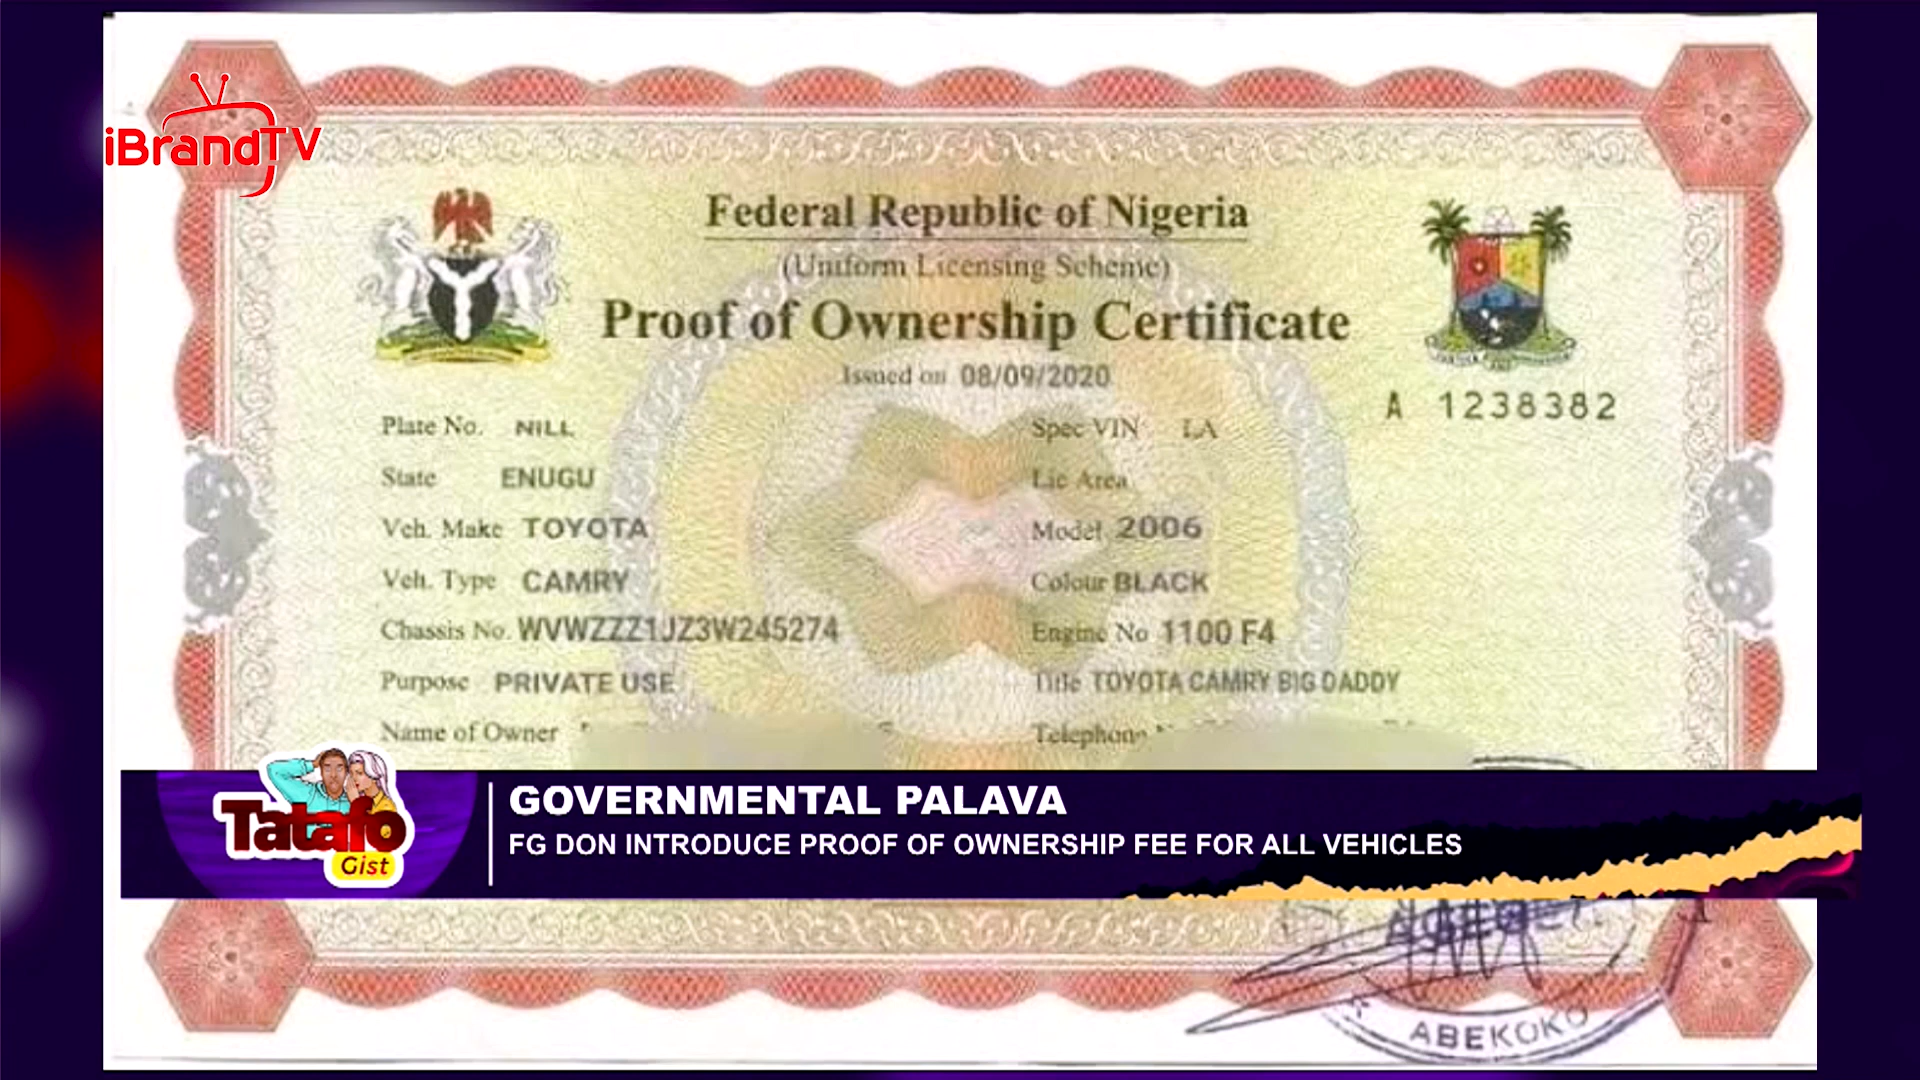 iBrandTV
Federal Republic of Nigeria
(Uniform Licensing Scheme)
Proof of Ownership Certificate
Issued on 08/09/2020
A 1238382
Plate No. NILL Spec VIN LA
State ENUGU Lic Area
Veh. Make TOYOTA Model 2006
Veh. Type CAMRY Colour BLACK
Chassis No. WVWZZZ1JZ3W245274 Engine No 1100 F4
Purpose PRIVATE USE Title TOYOTA CAMRY BIG DADDY
Name of Owner Telephone
Tatafo
Gist
GOVERNMENTAL PALAVA
FG DON INTRODUCE PROOF OF OWNERSHIP FEE FOR ALL VEHICLES
ABEKOKO